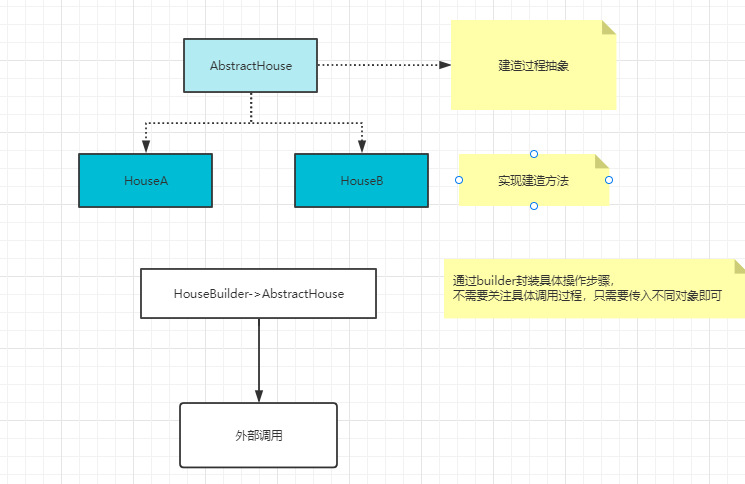 AbstractHouse
建造过程抽象
HouseA
HouseB
实现建造方法
HouseBuilder->AbstractHouse
通过builder封装具体操作步骤，
不需要关注具体调用过程，只需要传入不同对象即可
外部调用